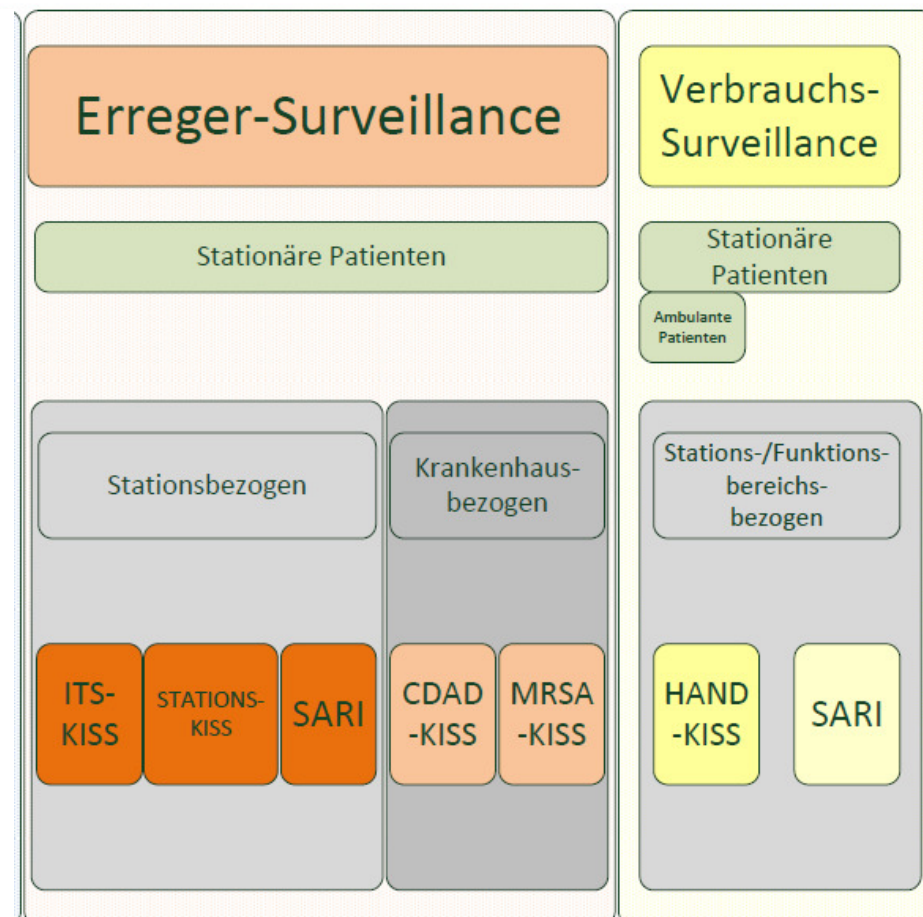 Erreger-Surveillance
Verbrauchs-
Surveillance
Stationäre Patienten
Stationäre
Patienten
Ambulante
Patienten
Stationsbezogen
Krankenhaus-
bezogen
Stations-/Funktions-
bereichs-
bezogen
ITS-
KISS
STATIONS-
KISS
SARI
CDAD
-KISS
MRSA
-KISS
HAND
-KISS
SARI